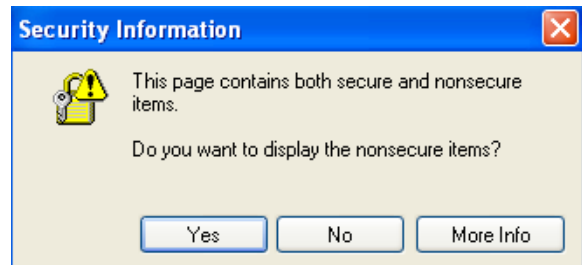 Security Information
This page contains both secure and nonsecure
items.
Do you want to display the nonsecure items?
Yes No More Info